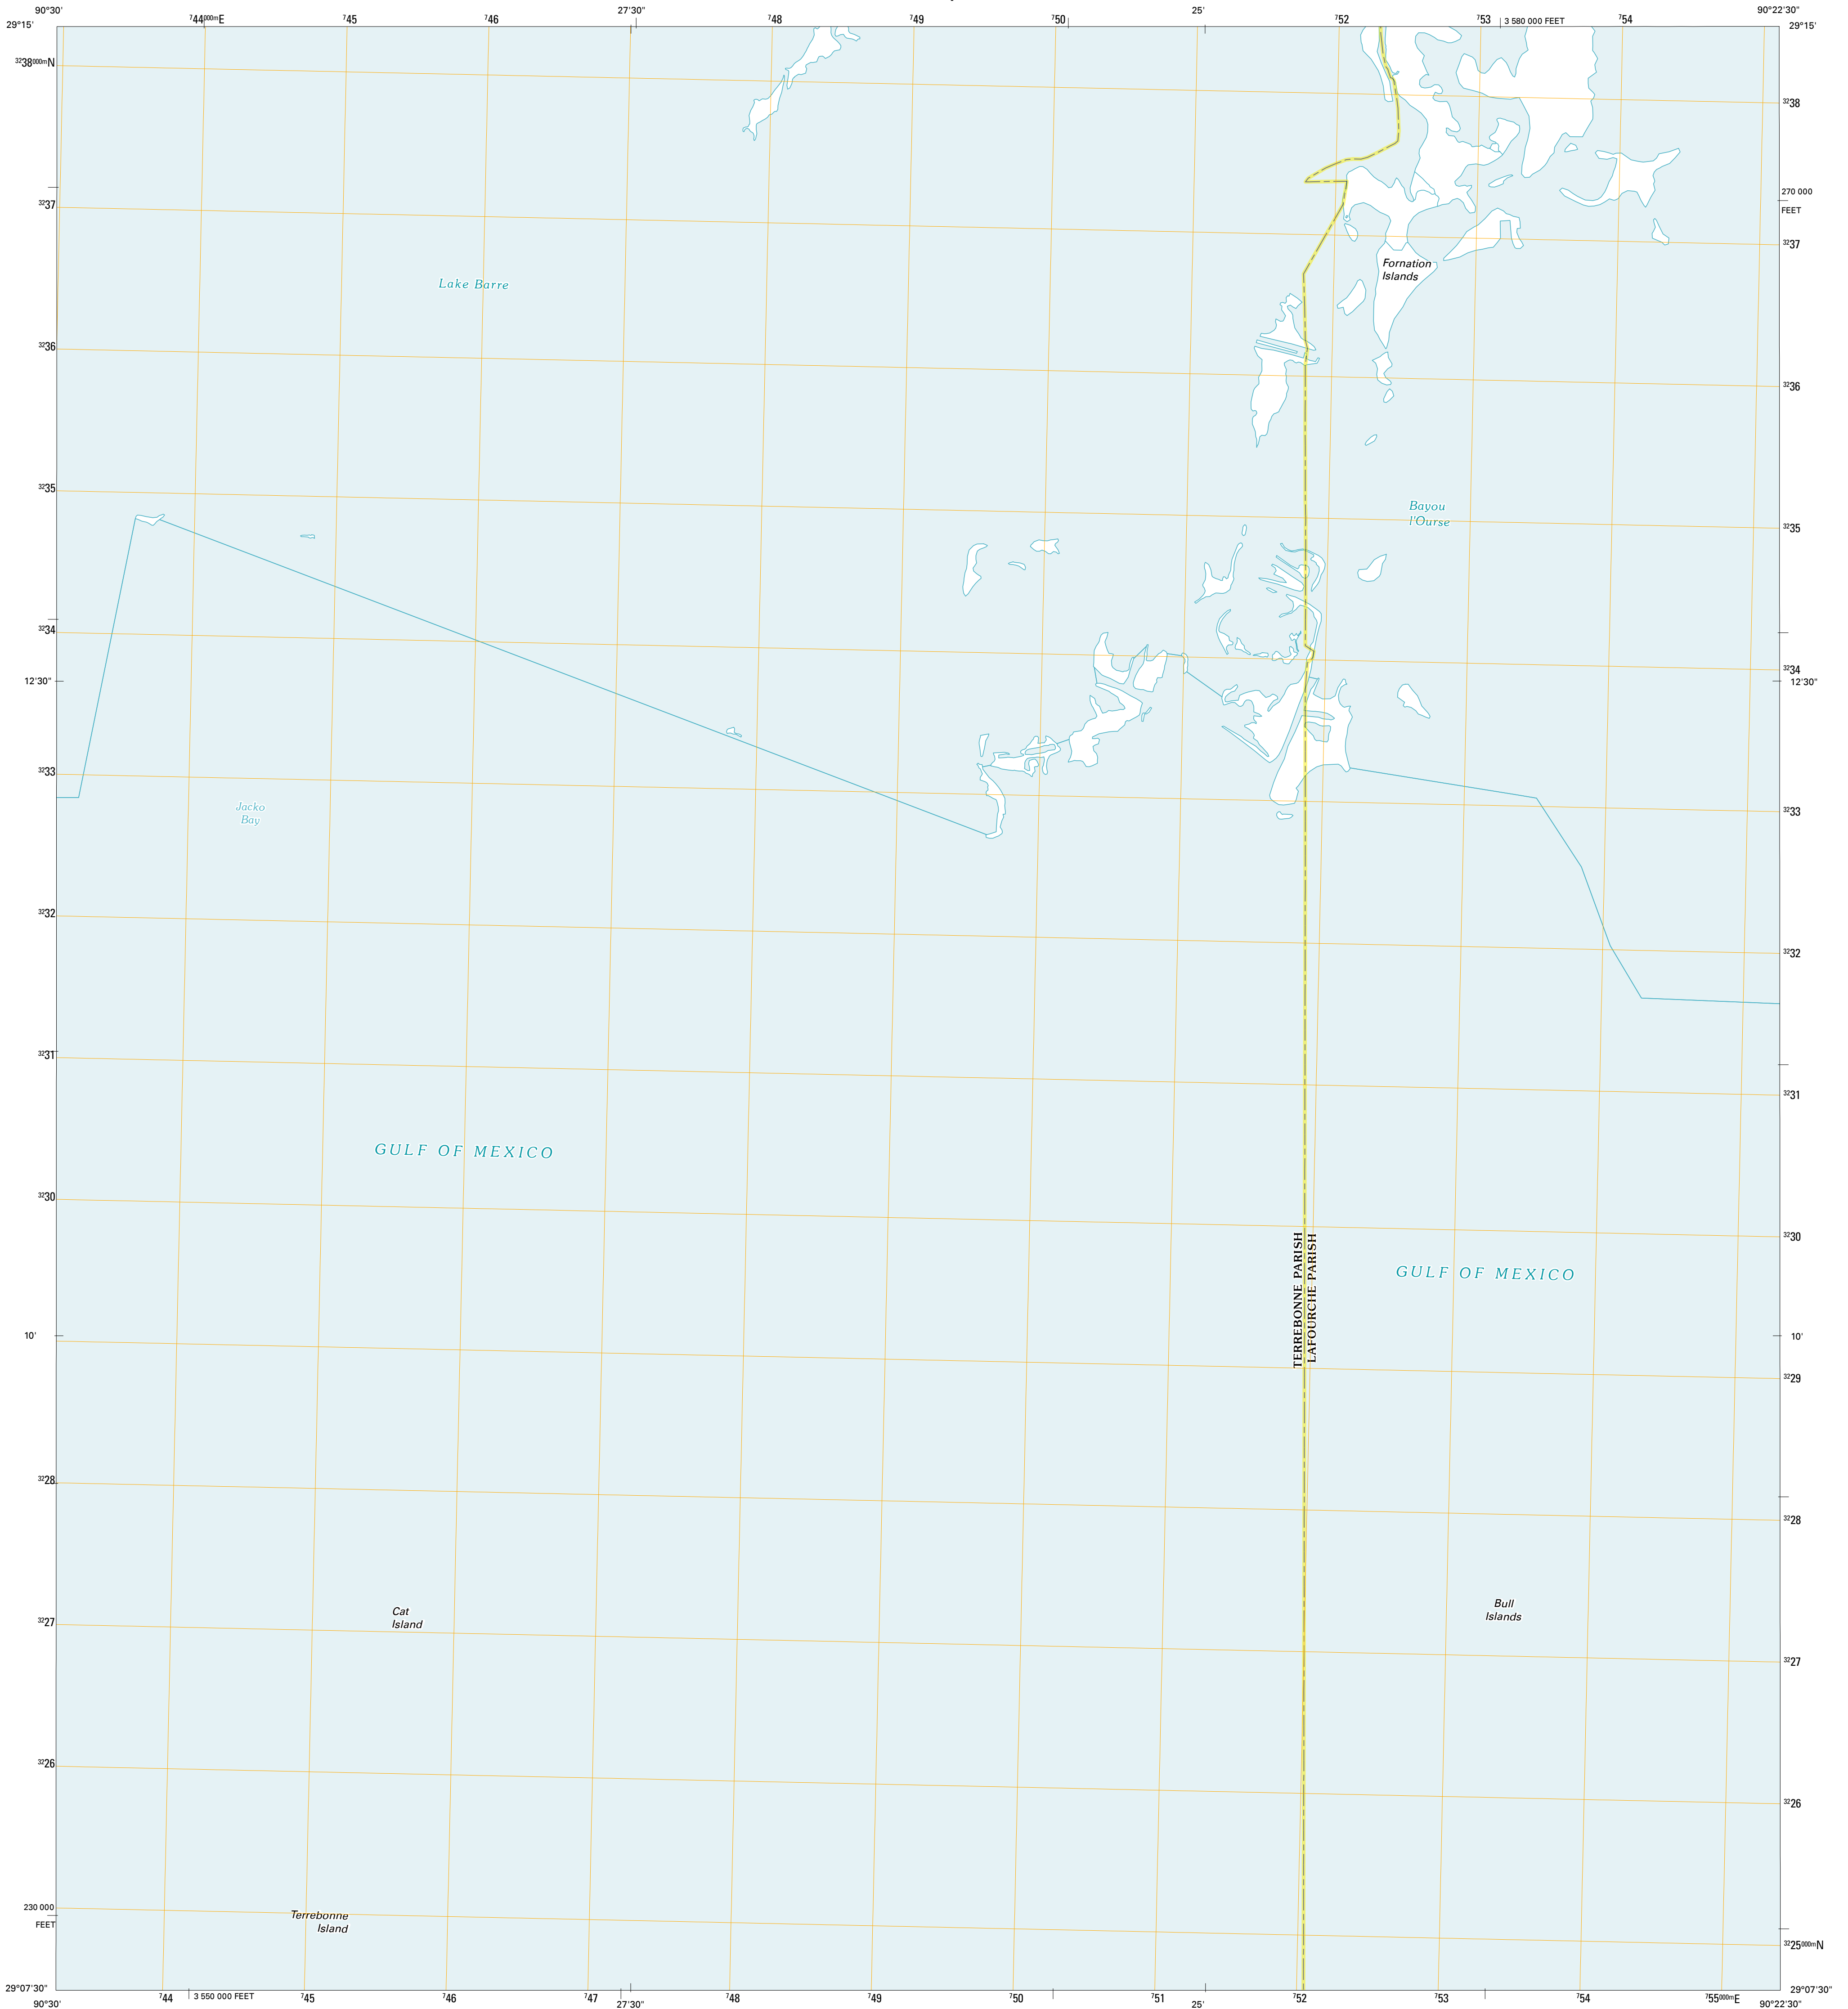 90°30' ⁷44⁰⁰⁰ᵐE ⁷45 ⁷46 27'30" ⁷48 ⁷49 ⁷50 25' ⁷52 ⁷53 3 580 000 FEET ⁷54 90°22'30"
29°15' 29°15'
³²38⁰⁰⁰ᵐN
³²38
270 000
FEET
³²37
³²37
Fornation
Islands
Lake Barre
³²36
³²36
³²35
Bayou
l'Ourse
³²35
³²34
³²34
12'30" 12'30"
³²33
Jacko
Bay
³²33
³²32
³²32
³²31
³²31
GULF OF MEXICO
³²30
³²30
TERREBONNE PARISH
LAFOURCHE PARISH
GULF OF MEXICO
10' 10'
³²29
³²28
³²28
Cat
Island
Bull
Islands
³²27
³²27
³²26
³²26
230 000
FEET
Terrebonne
Island
³²25⁰⁰⁰ᵐN
29°07'30" 29°07'30"
90°30' ⁷44 3 550 000 FEET ⁷45 ⁷46 ⁷47 27'30" ⁷48 ⁷49 ⁷50 ⁷51 25' ⁷52 ⁷53 ⁷54 ⁷55⁰⁰⁰ᵐE 90°22'30"